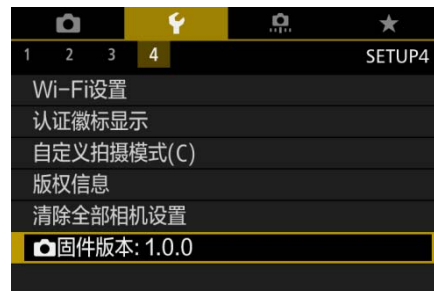 1 2 3 4 SETUP4
Wi-Fi设置
认证徽标显示
自定义拍摄模式(C)
版权信息
清除全部相机设置
固件版本: 1.0.0